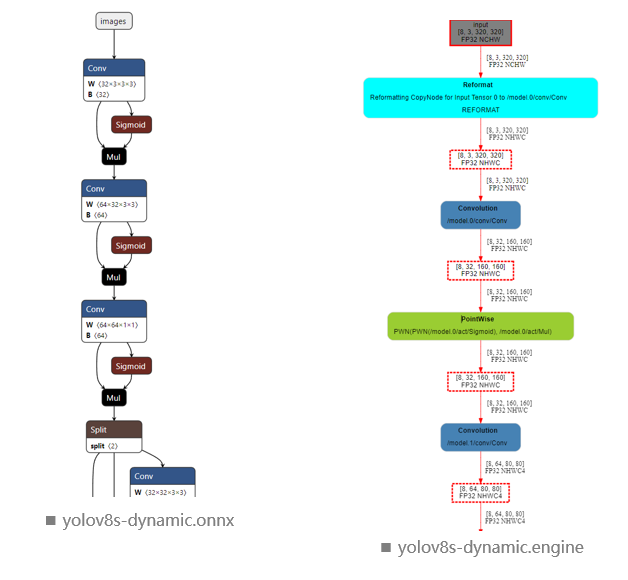 images
Conv
W ⟨32×3×3×3⟩
B ⟨32⟩
Sigmoid
Mul
Conv
W ⟨64×32×3×3⟩
B ⟨64⟩
Sigmoid
Mul
Conv
W ⟨64×64×1×1⟩
B ⟨64⟩
Sigmoid
Mul
Split
split ⟨2⟩
Conv
W ⟨32×32×3×3⟩
yolov8s-dynamic.onnx
input
[8, 3, 320, 320]
FP32 NCHW
[8, 3, 320, 320]
FP32 NCHW
Reformat
Reformatting CopyNode for Input Tensor 0 to /model.0/conv/Conv
REFORMAT
[8, 3, 320, 320]
FP32 NHWC
[8, 3, 320, 320]
FP32 NHWC
[8, 3, 320, 320]
FP32 NHWC
Convolution
/model.0/conv/Conv
[8, 32, 160, 160]
FP32 NHWC
[8, 32, 160, 160]
FP32 NHWC
[8, 32, 160, 160]
FP32 NHWC
PointWise
PWN(PWN(/model.0/act/Sigmoid), /model.0/act/Mul)
[8, 32, 160, 160]
FP32 NHWC
[8, 32, 160, 160]
FP32 NHWC
[8, 32, 160, 160]
FP32 NHWC
Convolution
/model.1/conv/Conv
[8, 64, 80, 80]
FP32 NHWC4
[8, 64, 80, 80]
FP32 NHWC4
[8, 64, 80, 80]
FP32 NHWC4
yolov8s-dynamic.engine